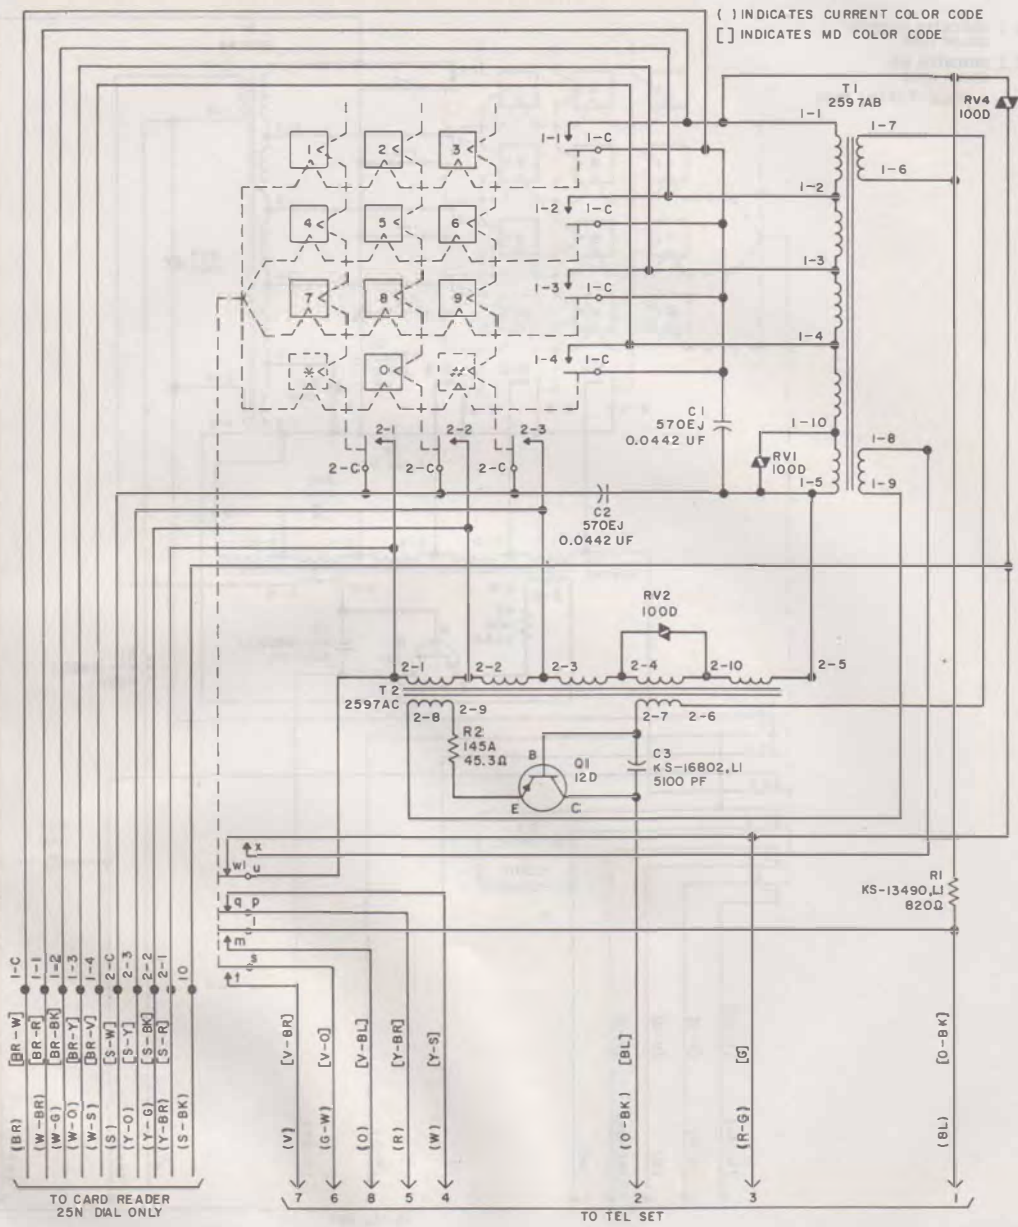 ( ) INDICATES CURRENT COLOR CODE
[ ] INDICATES MD COLOR CODE
T1
2597AB
RV4
100D
1-1
1-7
1-6
1-1
1-C
1-2
1-2
1-C
1-3
1-3
1-C
1-4
1-4
1-C
1
2
3
4
5
6
7
8
9
*
0
#
C1
570EJ
0.0442 UF
1-10
1-8
RV1
100D
1-5
1-9
2-1
2-2
2-3
2-C
2-C
2-C
C2
570EJ
0.0442 UF
RV2
100D
2-1
2-2
2-3
2-4
2-10
2-5
T2
2597AC
2-8
2-9
2-7
2-6
R2
145A
45.3Ω
B
Q1
12D
E
C
C3
KS-16802,L1
5100 PF
x
w
u
q
p
l
m
s
t
R1
KS-13490,L1
820Ω
1-C
1-1
1-2
1-3
1-4
2-C
2-3
2-2
2-1
10
[BR-W]
[BR-R]
[BR-BK]
[BR-Y]
[BR-V]
[S-W]
[S-Y]
[S-BK]
[S-R]
[V-BR]
[V-O]
[V-BL]
[Y-BR]
[Y-S]
[BL]
[G]
[O-BK]
(BR)
(W-BR)
(W-G)
(W-O)
(W-S)
(S)
(Y-O)
(Y-G)
(Y-BR)
(S-BK)
(V)
(G-W)
(O)
(R)
(W)
(O-BK)
(R-G)
(BL)
7
6
8
5
4
2
3
1
TO CARD READER
25N DIAL ONLY
TO TEL SET